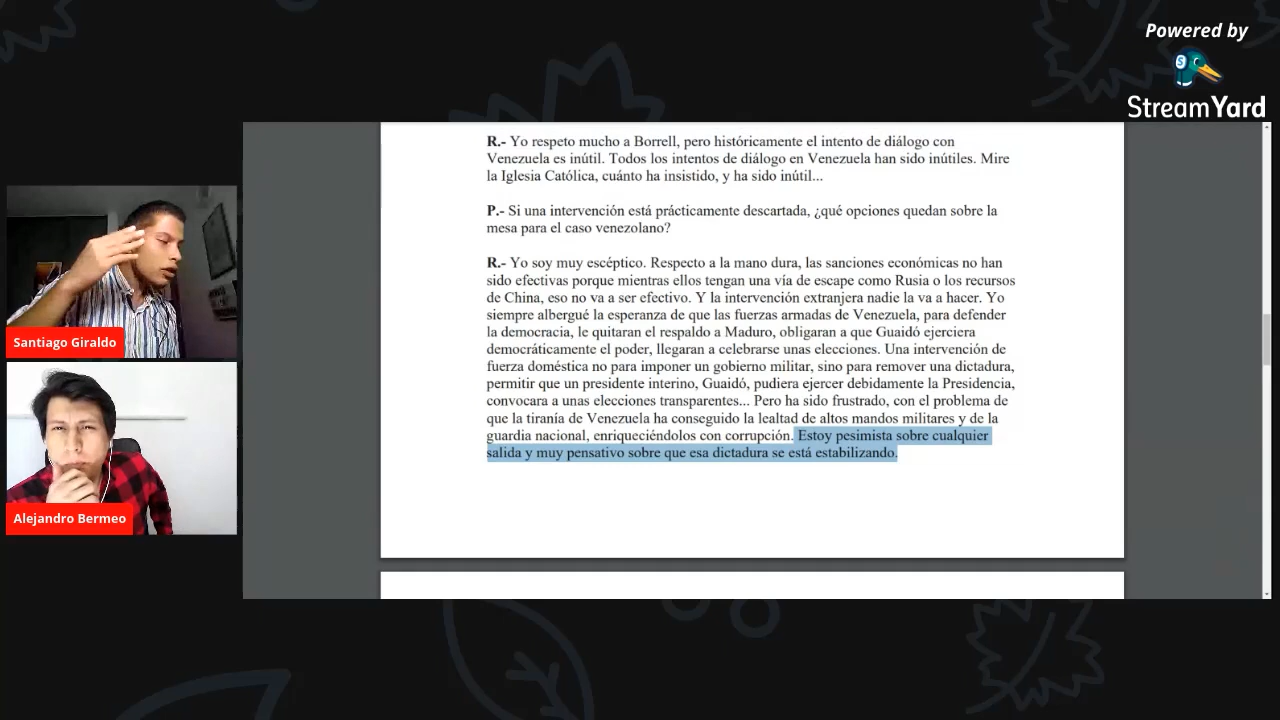 Powered by
StreamYard
R.- Yo respeto mucho a Borrell, pero históricamente el intento de diálogo con
Venezuela es inútil. Todos los intentos de diálogo en Venezuela han sido inútiles. Mire
la Iglesia Católica, cuánto ha insistido, y ha sido inútil...
P.- Si una intervención está prácticamente descartada, ¿qué opciones quedan sobre la
mesa para el caso venezolano?
R.- Yo soy muy escéptico. Respecto a la mano dura, las sanciones económicas no han
sido efectivas porque mientras ellos tengan una vía de escape como Rusia o los recursos
de China, eso no va a ser efectivo. Y la intervención extranjera nadie la va a hacer. Yo
siempre albergué la esperanza de que las fuerzas armadas de Venezuela, para defender
la democracia, le quitaran el respaldo a Maduro, obligaran a que Guaidó ejerciera
democráticamente el poder, llegaran a celebrarse unas elecciones. Una intervención de
fuerza doméstica no para imponer un gobierno militar, sino para remover una dictadura,
permitir que un presidente interino, Guaidó, pudiera ejercer debidamente la Presidencia,
convocara a unas elecciones transparentes... Pero ha sido frustrado, con el problema de
que la tiranía de Venezuela ha conseguido la lealtad de altos mandos militares y de la
guardia nacional, enriqueciéndolos con corrupción. Estoy pesimista sobre cualquier
salida y muy pensativo sobre que esa dictadura se está estabilizando.
Santiago Giraldo
Alejandro Bermeo